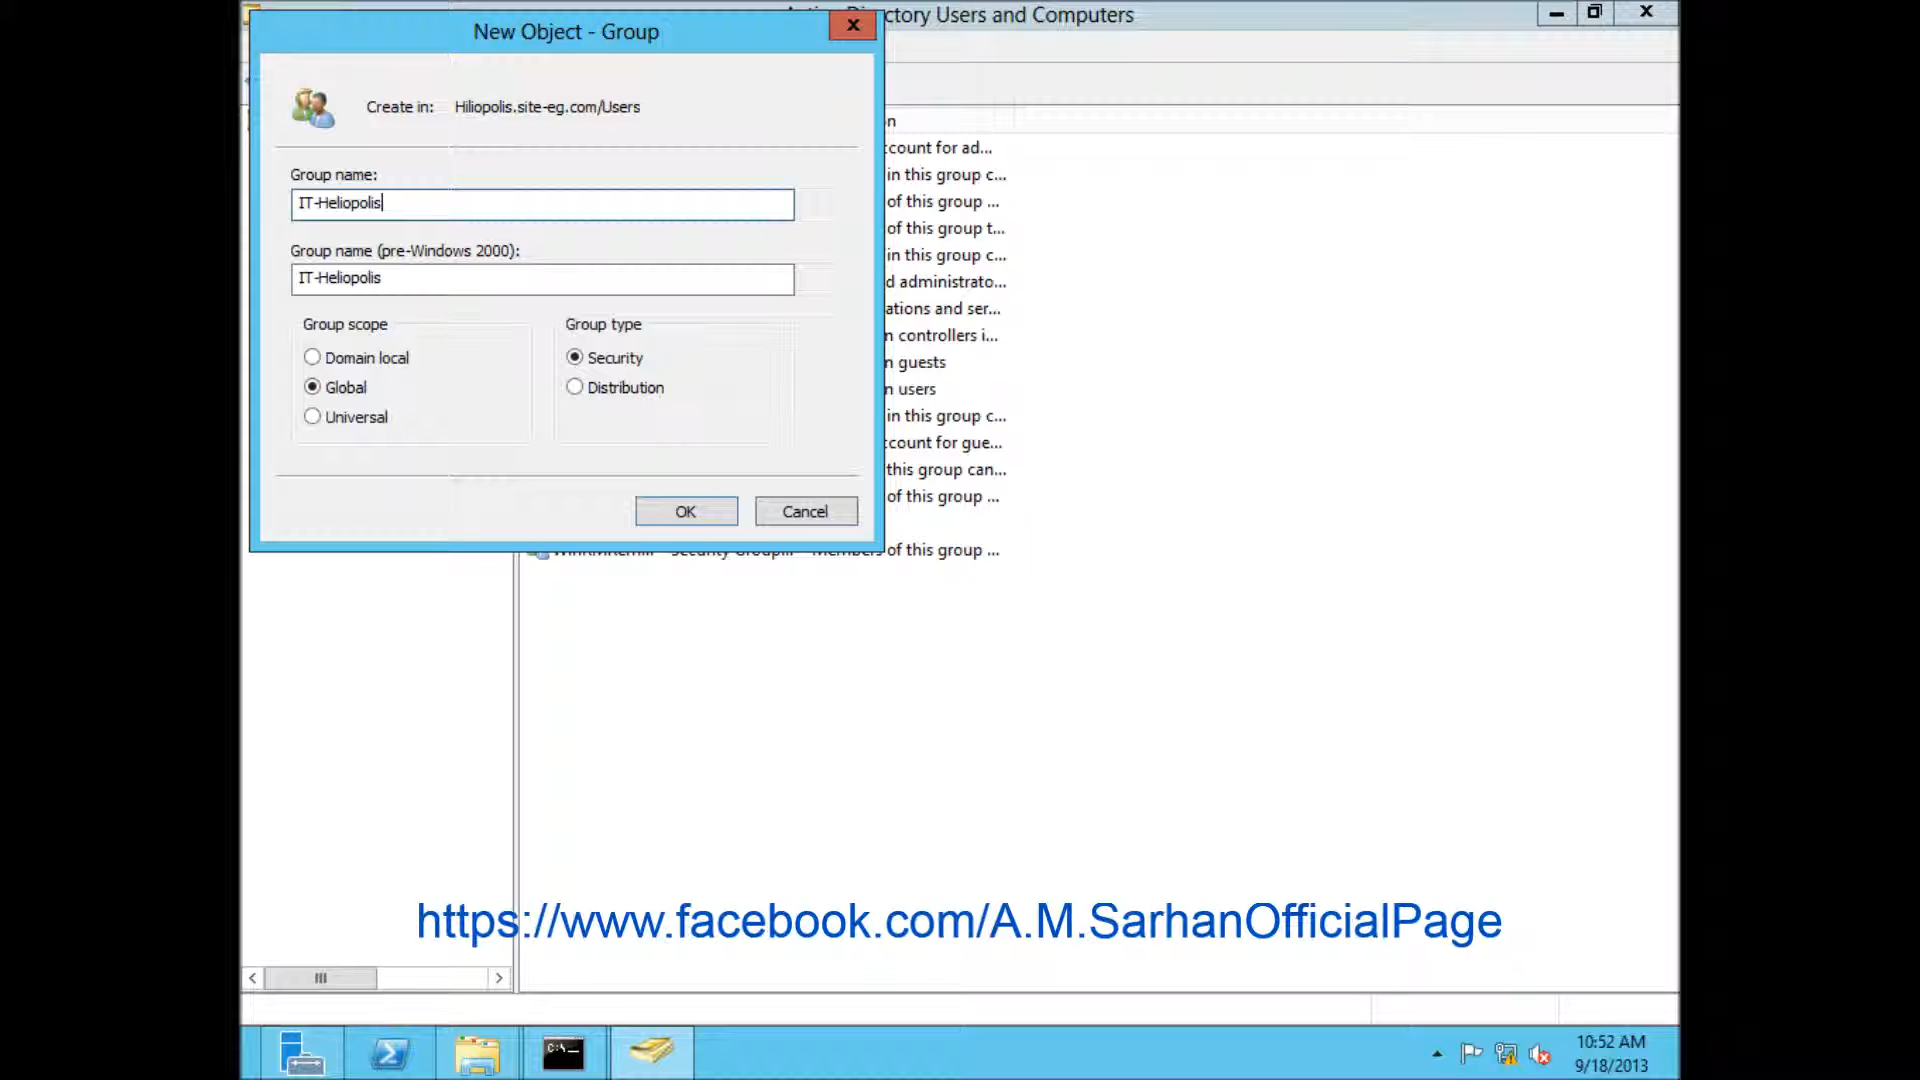 ctory Users and Computers
New Object - Group
Create in: Hiliopolis.site-eg.com/Users
Group name:
IT-Heliopolis
Group name (pre-Windows 2000):
IT-Heliopolis
Group scope
Domain local
Global
Universal
Group type
Security
Distribution
OK
Cancel
n
count for ad...
in this group c...
of this group ...
of this group t...
in this group c...
d administrato...
ations and ser...
n controllers i...
n guests
n users
in this group c...
ccount for gue...
this group can...
of this group ...
of this group ...
https://www.facebook.com/A.M.SarhanOfficialPage
C:\
10:52 AM
9/18/2013